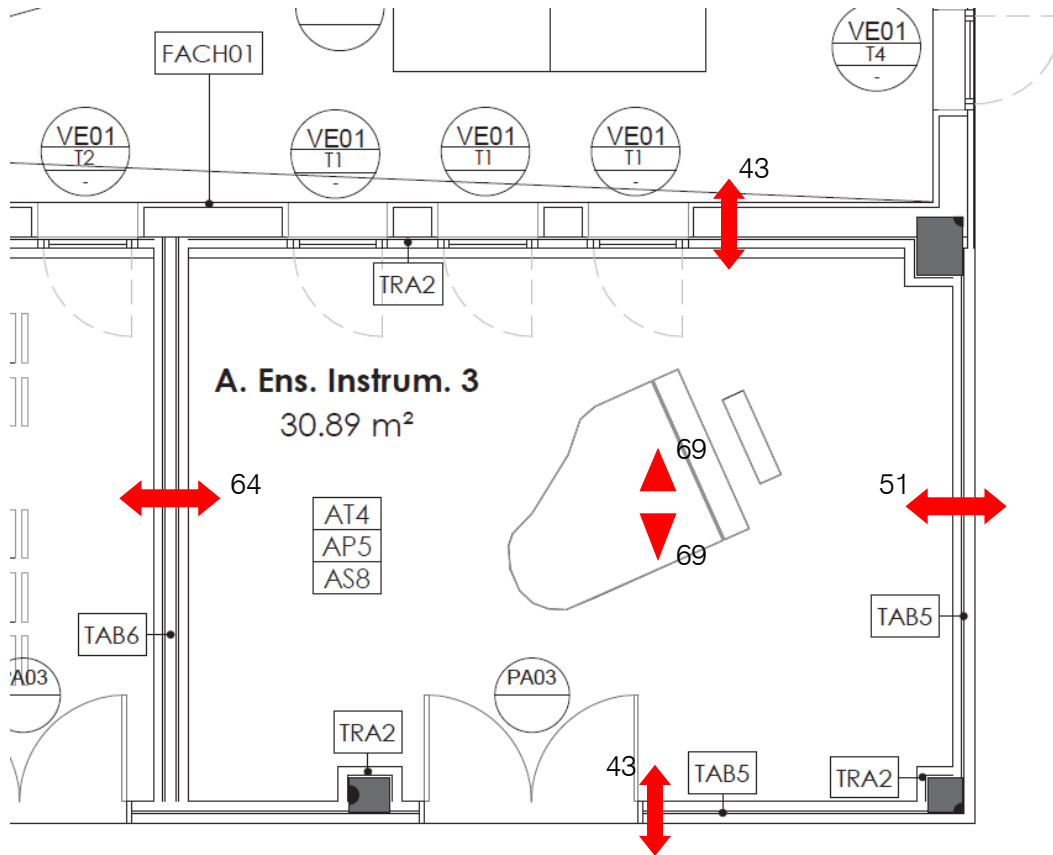 FACH01
VE01
T4
-
VE01
T2
-
VE01
T1
-
VE01
T1
-
VE01
T1
-
43
TRA2
A. Ens. Instrum. 3
30.89 m²
69
64
51
AT4
AP5
AS8
69
TAB6
TAB5
PA03
PA03
TRA2
43
TAB5
TRA2